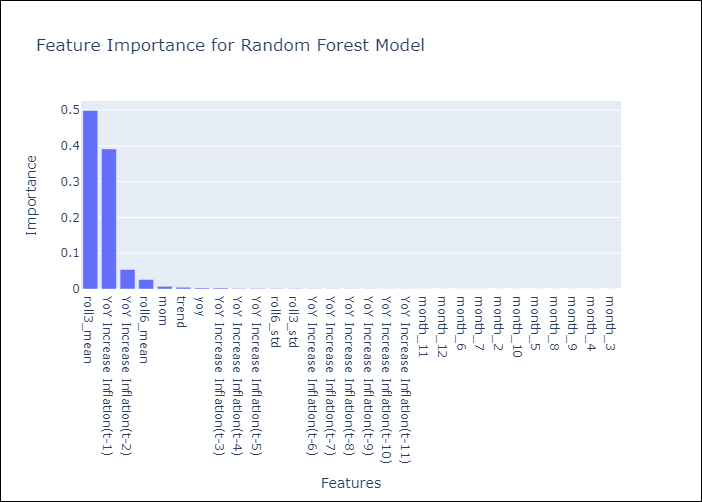 Feature Importance for Random Forest Model
Importance
0.5
0.4
0.3
0.2
0.1
0
roll3_mean
YoY Increase Inflation(t-1)
YoY Increase Inflation(t-2)
roll6_mean
mom
trend
yoy
YoY Increase Inflation(t-3)
YoY Increase Inflation(t-4)
YoY Increase Inflation(t-5)
roll6_std
roll3_std
YoY Increase Inflation(t-6)
YoY Increase Inflation(t-7)
YoY Increase Inflation(t-8)
YoY Increase Inflation(t-9)
YoY Increase Inflation(t-10)
YoY Increase Inflation(t-11)
month_11
month_12
month_6
month_7
month_2
month_10
month_5
month_8
month_9
month_4
month_3
Features